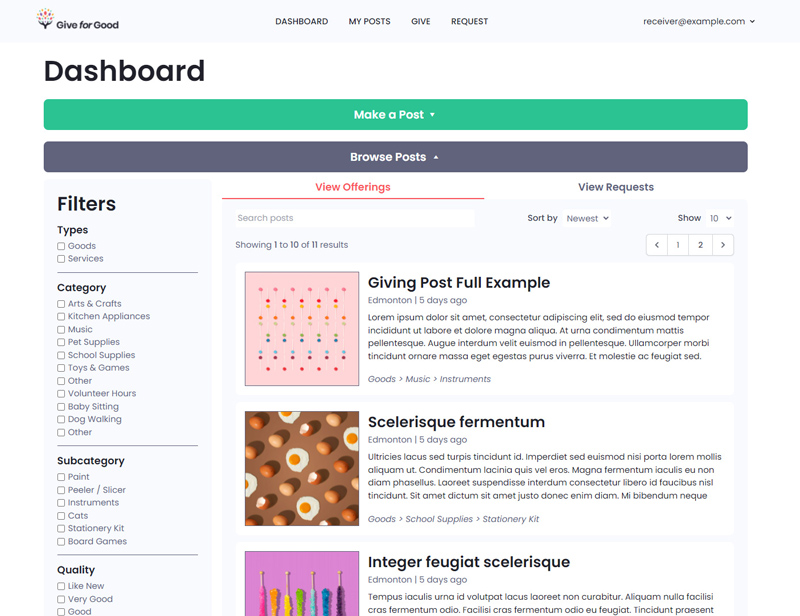 Give for Good
DASHBOARD
MY POSTS
GIVE
REQUEST
receiver@example.com
Dashboard
Make a Post
Browse Posts
Filters
Types
Goods
Services
Category
Arts & Crafts
Kitchen Appliances
Music
Pet Supplies
School Supplies
Toys & Games
Other
Volunteer Hours
Baby Sitting
Dog Walking
Other
Subcategory
Paint
Peeler / Slicer
Instruments
Cats
Stationery Kit
Board Games
Quality
Like New
Very Good
Good
View Offerings
View Requests
Search posts
Sort by Newest
Show 10
Showing 1 to 10 of 11 results
1 2
Giving Post Full Example
Edmonton | 5 days ago
Lorem ipsum dolor sit amet, consectetur adipiscing elit, sed do eiusmod tempor
incididunt ut labore et dolore magna aliqua. At urna condimentum mattis
pellentesque. Augue interdum velit euismod in pellentesque. Ullamcorper morbi
tincidunt ornare massa eget egestas purus viverra. Et molestie ac feugiat sed.
Goods > Music > Instruments
Scelerisque fermentum
Edmonton | 5 days ago
Ultricies lacus sed turpis tincidunt id. Imperdiet sed euismod nisi porta lorem mollis
aliquam ut. Condimentum lacinia quis vel eros. Magna fermentum iaculis eu non
diam phasellus. Laoreet suspendisse interdum consectetur libero id faucibus nisl
tincidunt. Sit amet dictum sit amet justo donec enim diam. Mi bibendum neque
Goods > School Supplies > Stationery Kit
Integer feugiat scelerisque
Edmonton | 5 days ago
Tempus iaculis urna id volutpat lacus laoreet non curabitur. Aliquam nulla facilisi
cras fermentum odio. Facilisi cras fermentum odio eu feugiat. Tincidunt praesent